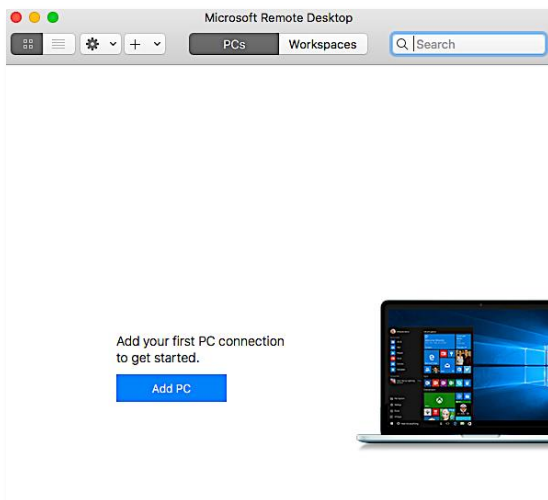 Microsoft Remote Desktop
PCs
Workspaces
Search
Add your first PC connection
to get started.
Add PC